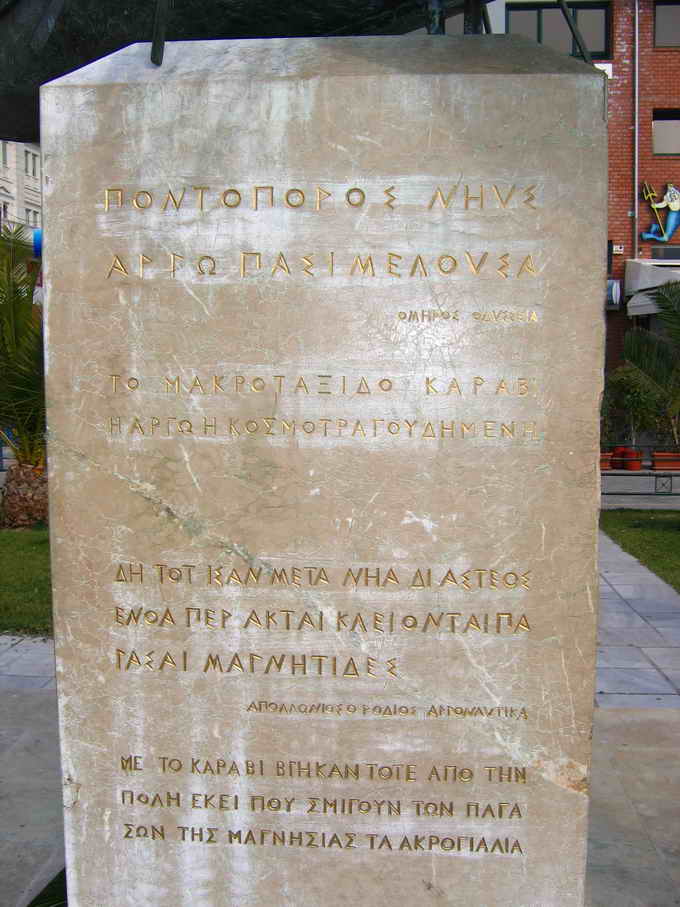 ΠΟΝΤΟΠΟΡΟΣ ΝΗΥΣ
ΑΡΓΩ ΠΑΣΙ ΜΕΛΟΥΣΑ
ΟΜΗΡΟΣ ΟΔΥΣΣΕΙΑ
ΤΟ ΜΑΚΡΟΤΑΞΙΔΟ ΚΑΡΑΒΙ
Η ΑΡΓΩ Η ΚΟΣΜΟΤΡΑΓΟΥΔΗΜΕΝΗ
ΔΗ ΤΟΤ ΙΣΑΝ ΜΕΤΑ ΝΗΑ ΔΙ ΑΣΤΕΟΣ
ΕΝΘΑ ΠΕΡ ΑΚΤΑΙ ΚΛΕΙΟΝΤΑΙ ΠΑ
ΓΑΣΑΙ ΜΑΓΝΗΤΙΔΕΣ
ΑΠΟΛΛΩΝΙΟΣ Ο ΡΟΔΙΟΣ ΑΡΓΟΝΑΥΤΙΚΑ
ΜΕ ΤΟ ΚΑΡΑΒΙ ΒΓΗΚΑΝ ΤΟΤΕ ΑΠΟ ΤΗΝ
ΠΟΛΗ ΕΚΕΙ ΠΟΥ ΣΜΙΓΟΥΝ ΤΩΝ ΠΑΓΑ
ΣΩΝ ΤΗΣ ΜΑΓΝΗΣΙΑΣ ΤΑ ΑΚΡΟΓΙΑΛΙΑ